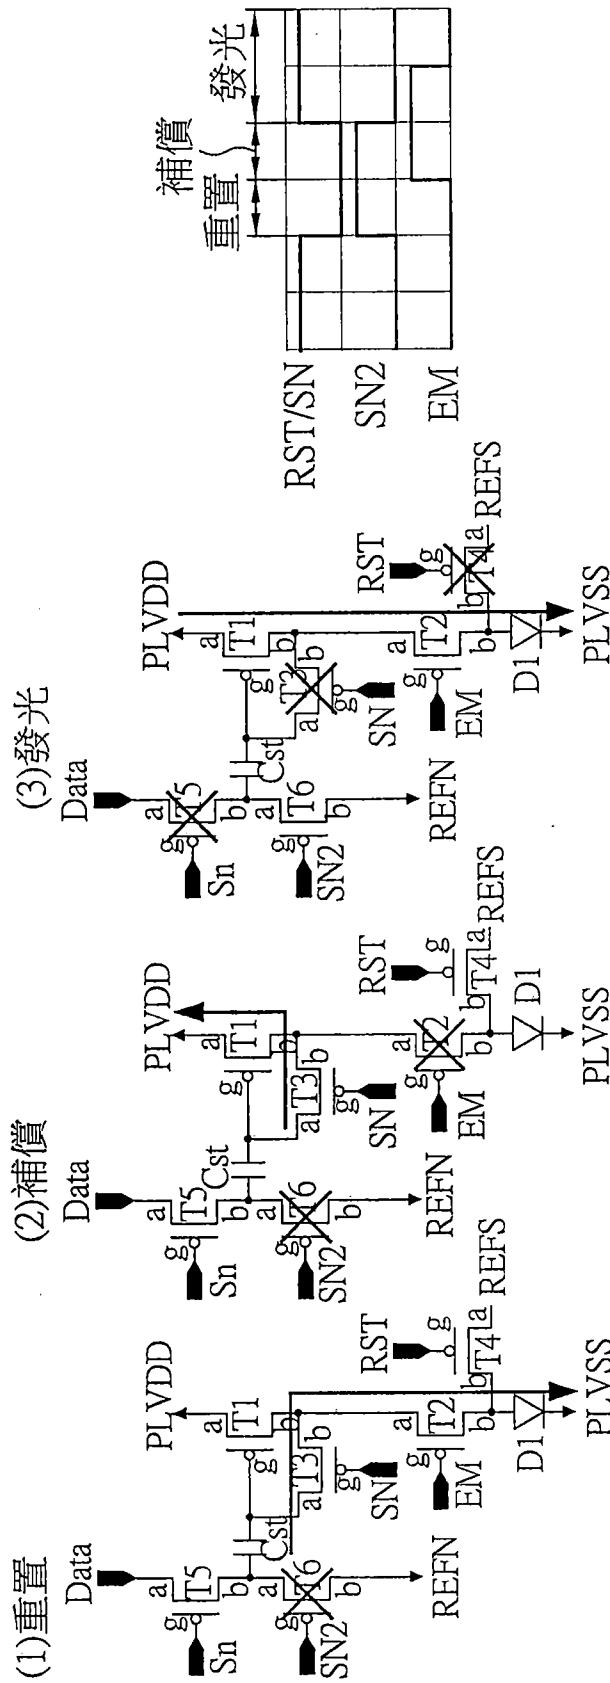 (1)重置
Data
a
T5
g
b
Sn
Cst
a
T6
g
b
SN2
REFN
PLVDD
a
T1
g
b
b
T3
a
g
SN
a
T2
g
b
EM
RST
g
b
T4
a
REFS
D1
PLVSS
(2)補償
Data
a
T5
g
b
Sn
Cst
a
T6
g
b
SN2
REFN
PLVDD
a
T1
g
b
b
T3
a
g
SN
a
T2
g
b
EM
RST
g
b
T4
a
REFS
D1
PLVSS
(3)發光
Data
a
T5
g
b
Sn
Cst
a
T6
g
b
SN2
REFN
PLVDD
a
T1
g
b
b
T3
a
g
SN
a
T2
g
b
EM
RST
g
b
T4
a
REFS
D1
PLVSS
重置 補償 發光
RST/SN
SN2
EM